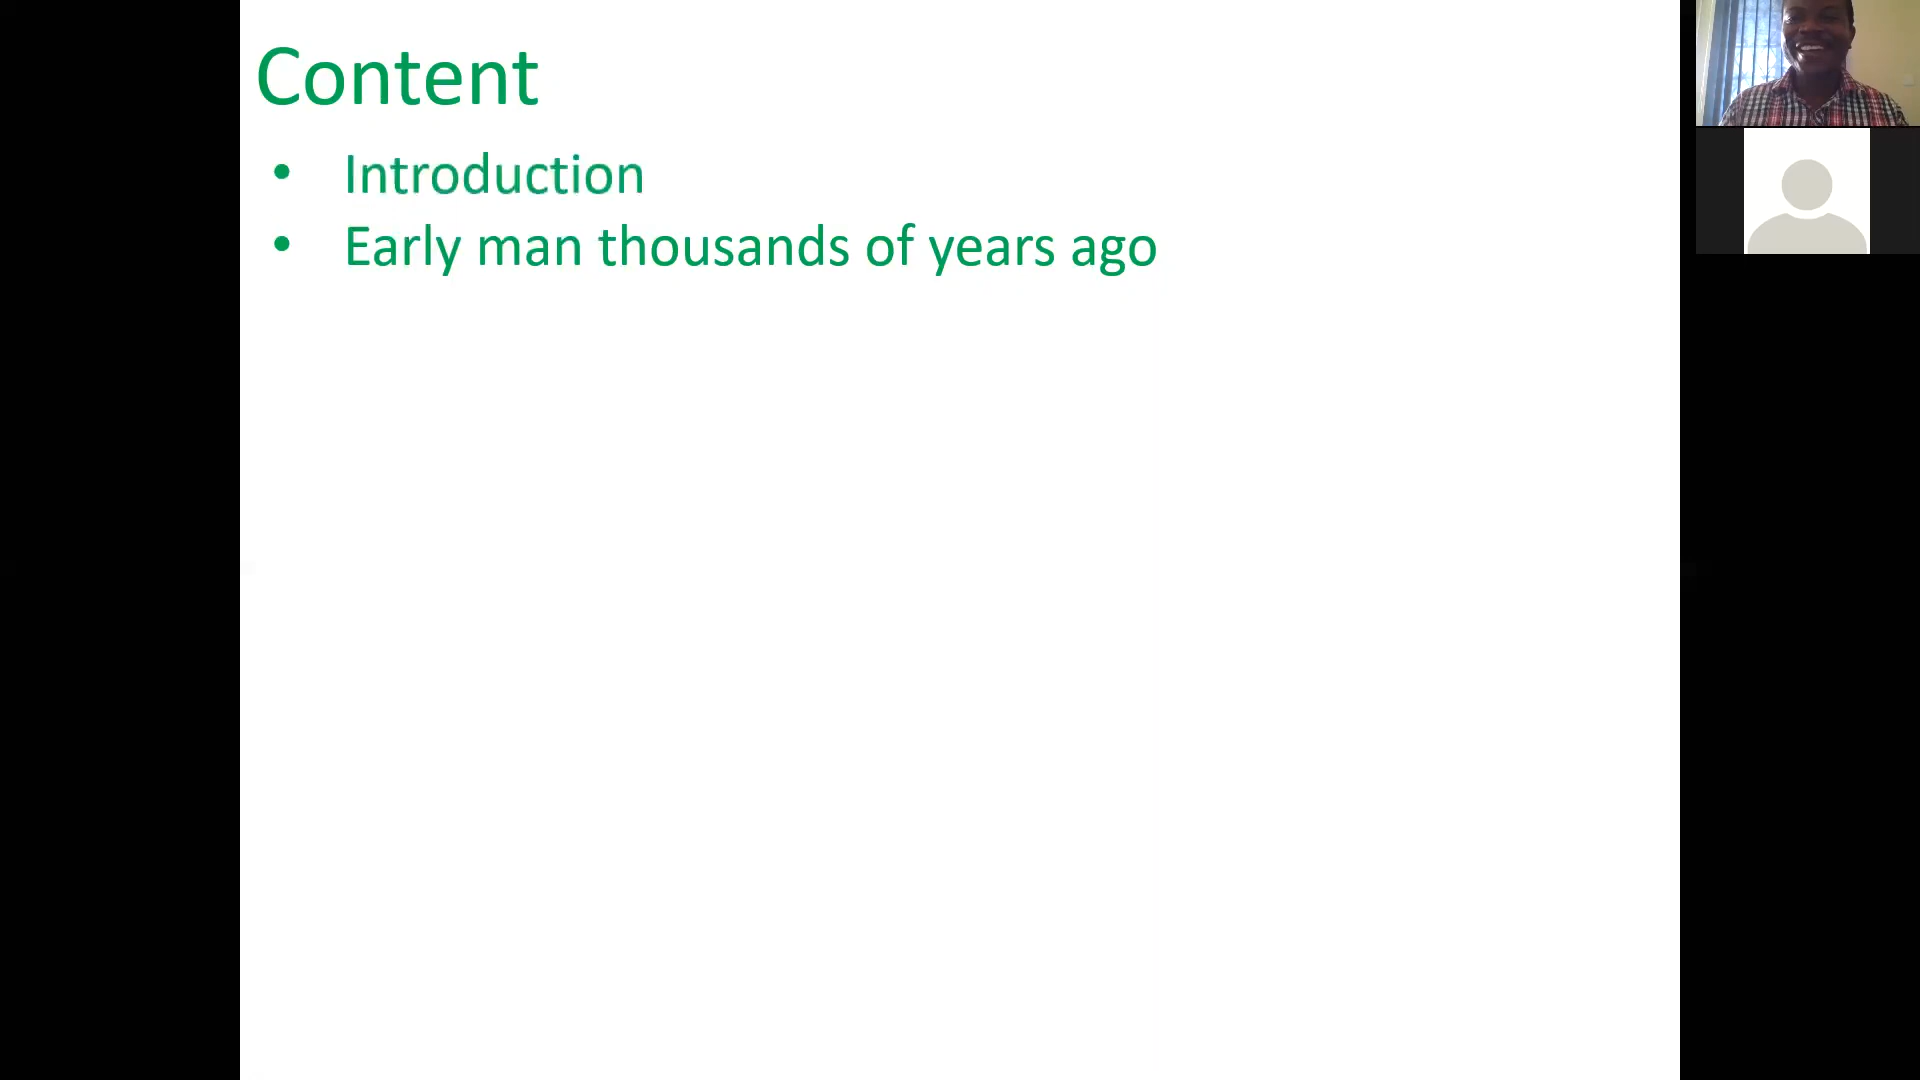 Content
• Introduction
• Early man thousands of years ago